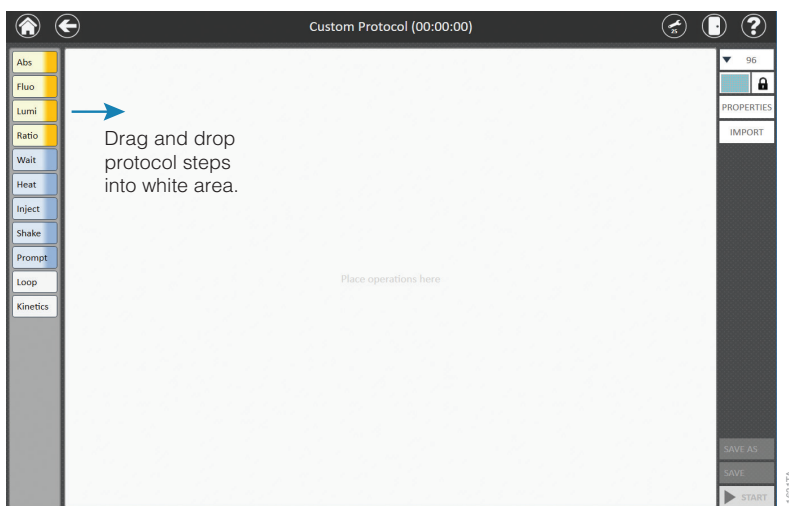 Custom Protocol (00:00:00)
25
?
Abs
Fluo
Lumi
Ratio
Wait
Heat
Inject
Shake
Prompt
Loop
Kinetics
Drag and drop
protocol steps
into white area.
Place operations here
96
PROPERTIES
IMPORT
SAVE AS
SAVE
START